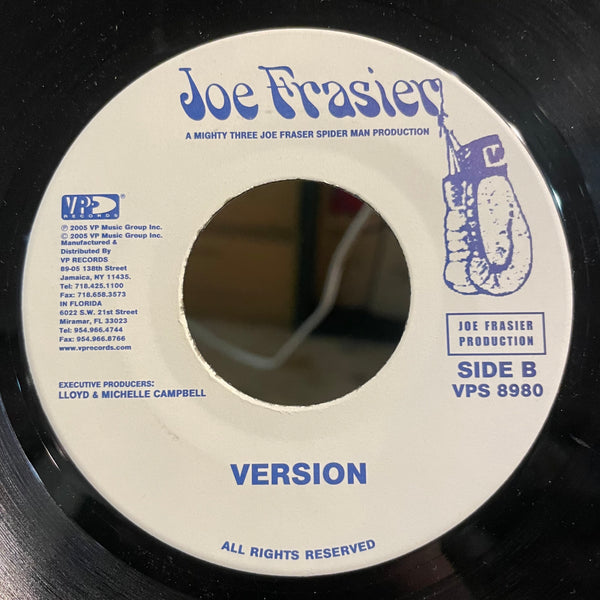 Joe Frasier
A MIGHTY THREE JOE FRASER SPIDER MAN PRODUCTION
VP
RECORDS
℗ 2005 VP Music Group Inc.
© 2005 VP Music Group Inc.
Manufactured &
Distributed By
VP RECORDS
89-05 138th Street
Jamaica, NY 11435.
Tel: 718.425.1100
Fax: 718.658.3573
IN FLORIDA
6022 S.W. 21st Street
Miramar, FL 33023
Tel: 954.966.4744
Fax: 954.966.8766
www.vprecords.com
EXECUTIVE PRODUCERS:
LLOYD & MICHELLE CAMPBELL
JOE FRASIER
PRODUCTION
SIDE B
VPS 8980
VERSION
ALL RIGHTS RESERVED